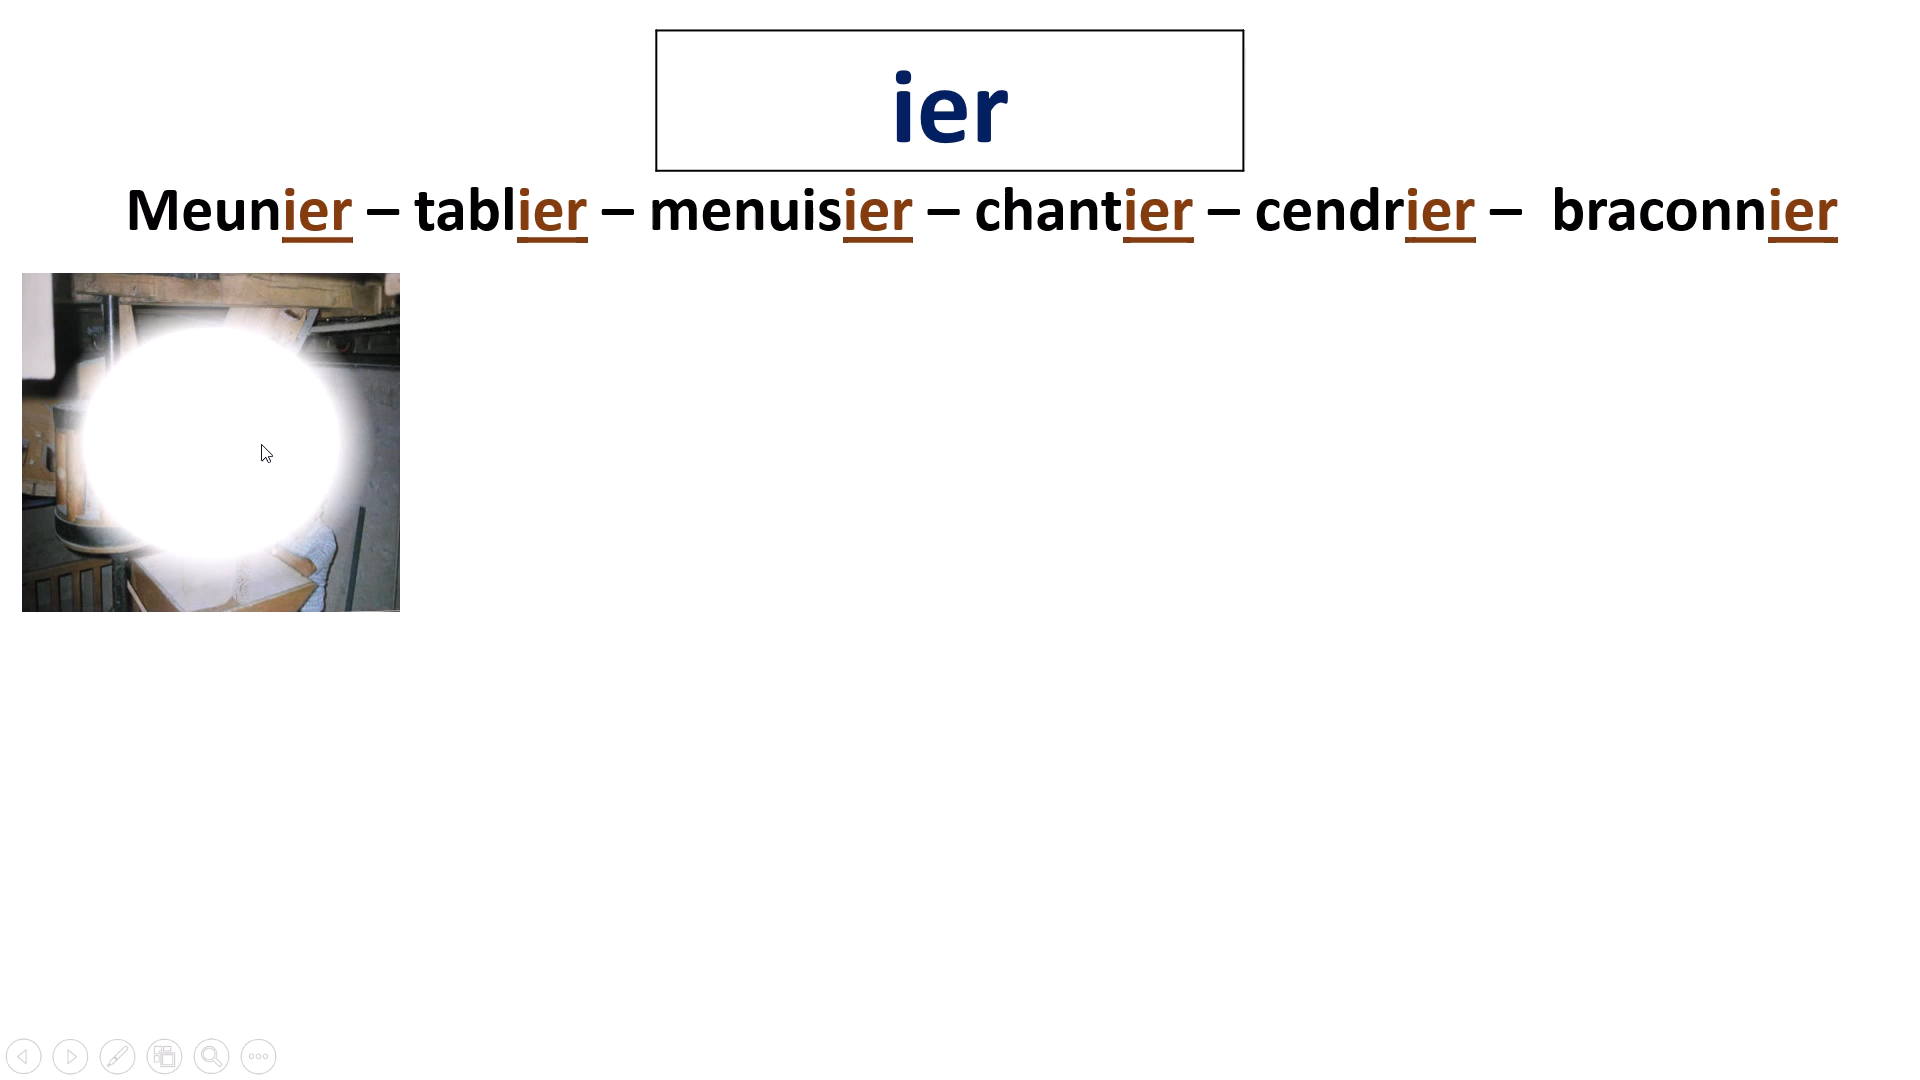 ier
Meunier – tablier – menuisier – chantier – cendrier – braconnier